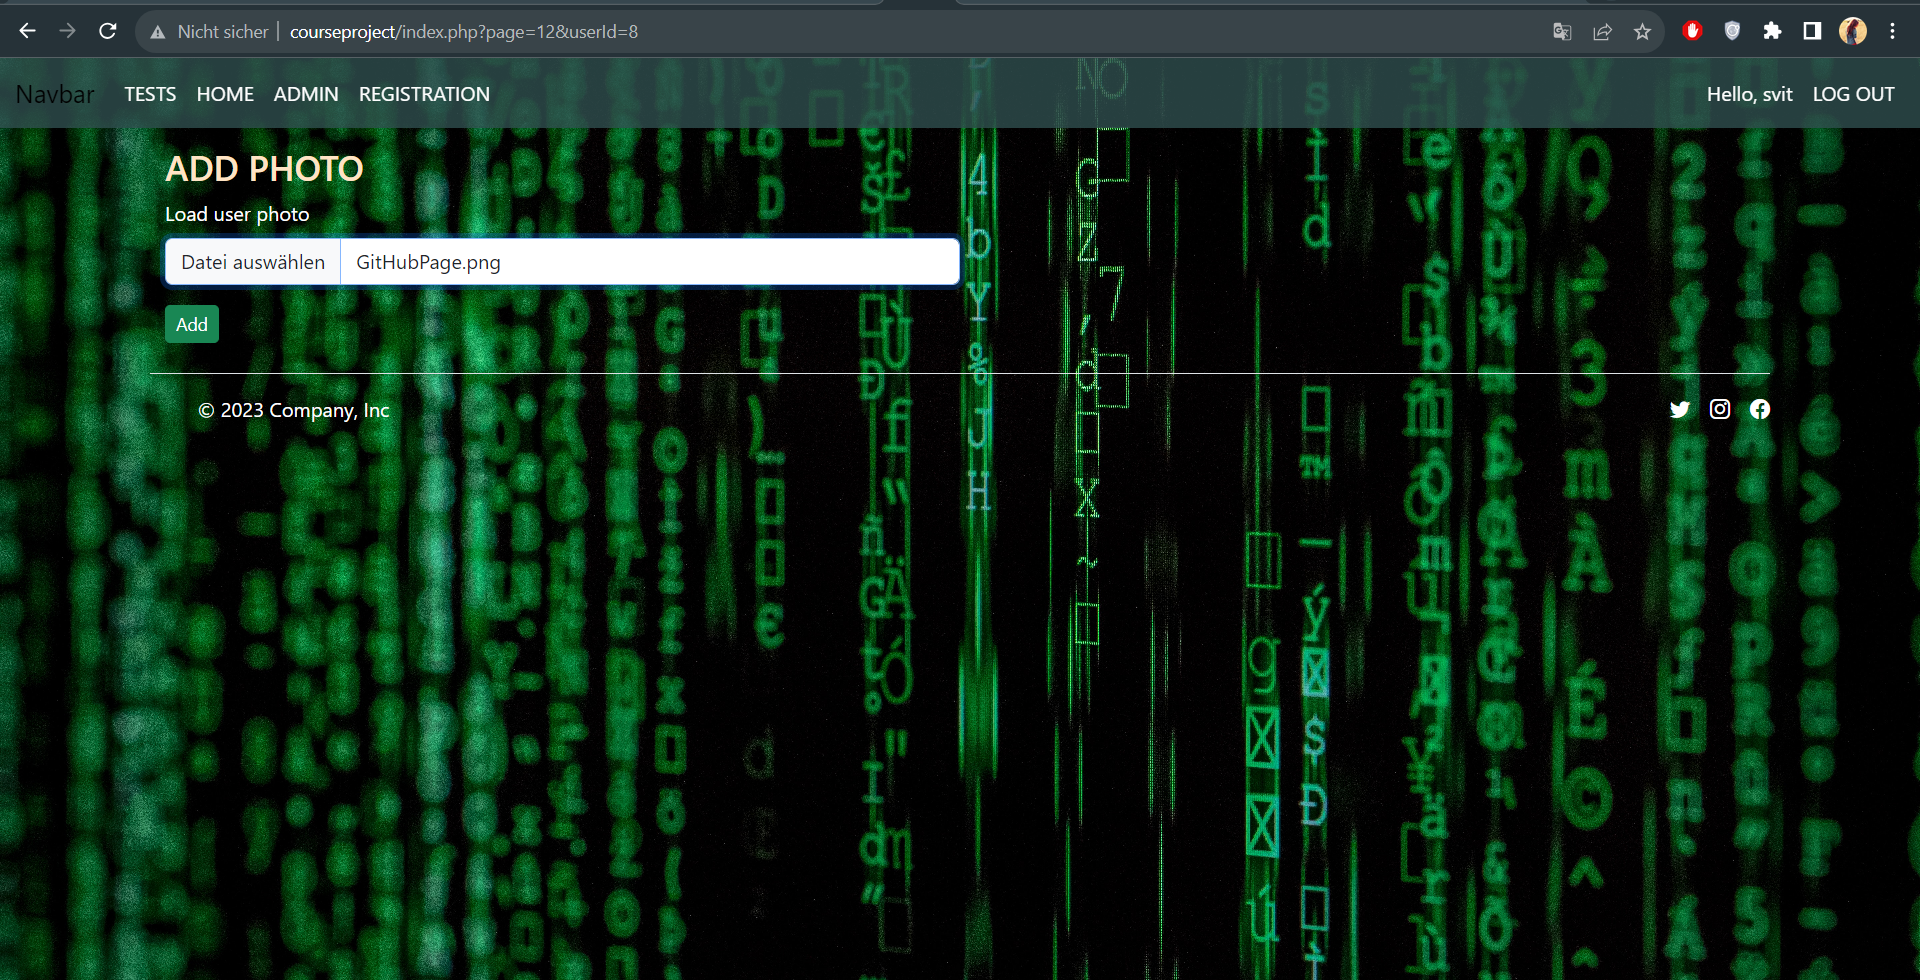 Nicht sicher courseproject/index.php?page=12&userId=8
Navbar TESTS HOME ADMIN REGISTRATION Hello, svit LOG OUT
ADD PHOTO
Load user photo
Datei auswählen GitHubPage.png
Add
© 2023 Company, Inc